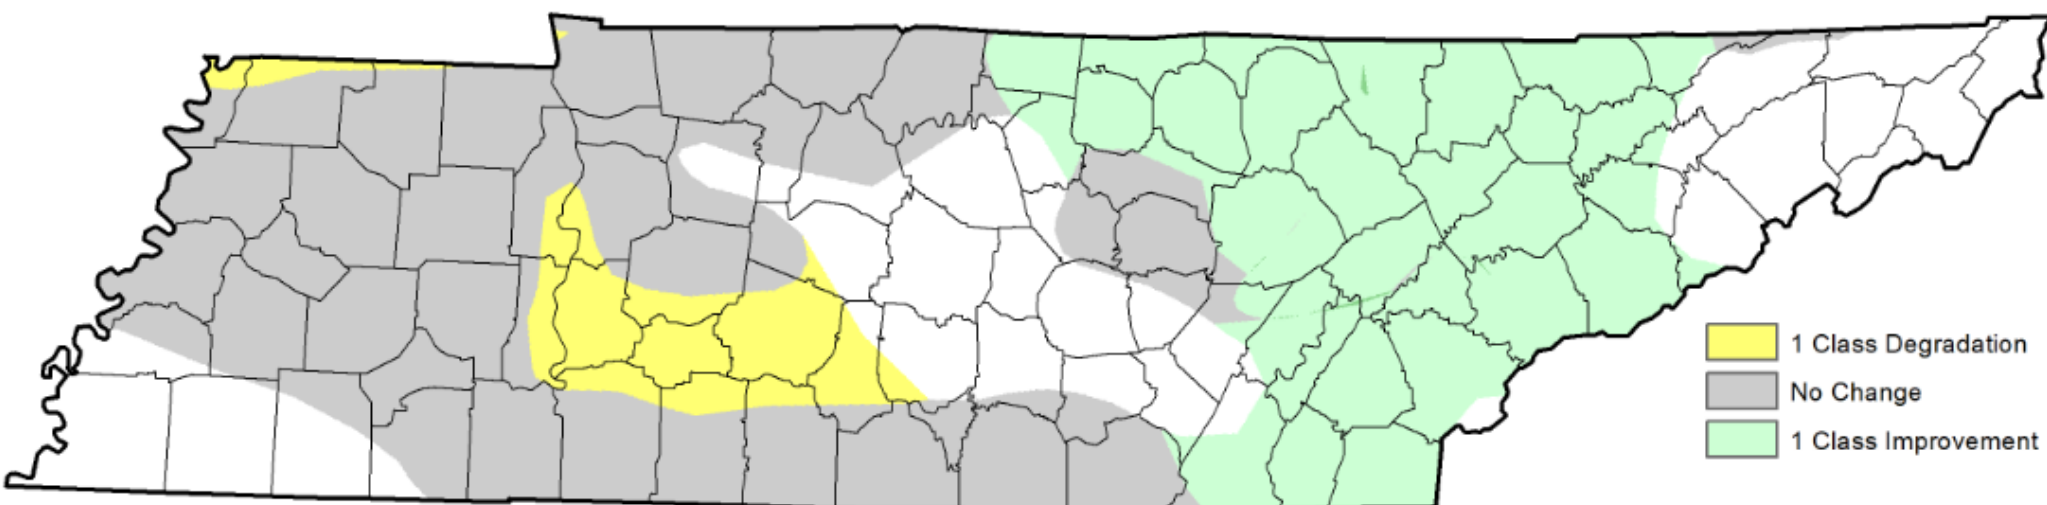 1 Class Degradation
No Change
1 Class Improvement